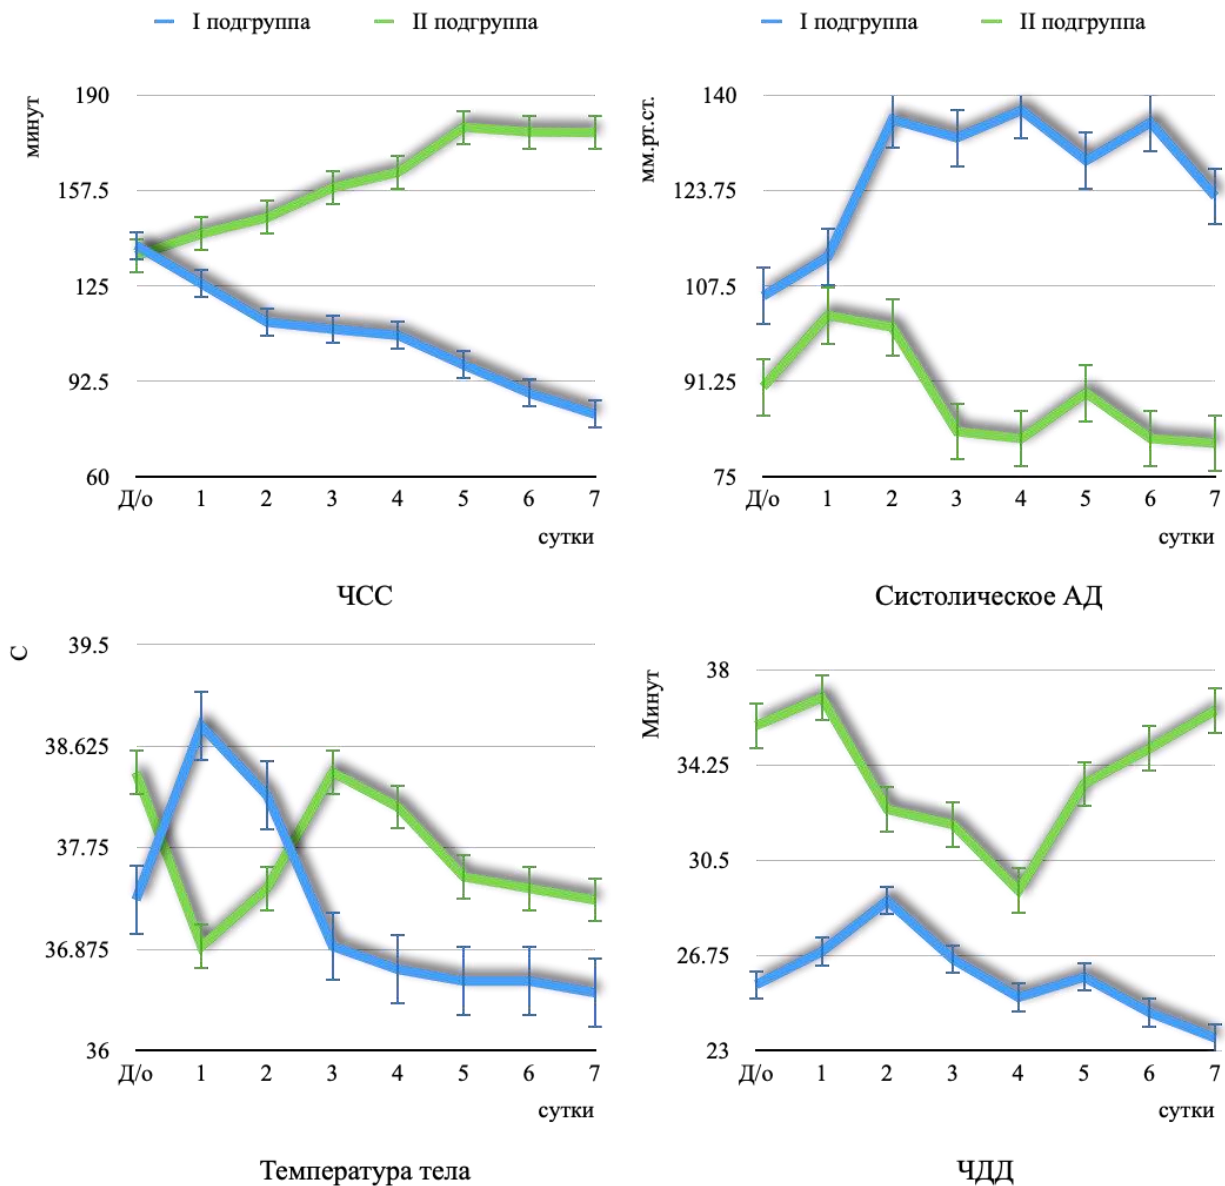 I подгруппа II подгруппа
I подгруппа II подгруппа
минут
190
157.5
125
92.5
60
Д/о 1 2 3 4 5 6 7
сутки
ЧСС
мм.рт.ст.
140
123.75
107.5
91.25
75
Д/о 1 2 3 4 5 6 7
сутки
Систолическое АД
С
39.5
38.625
37.75
36.875
36
Д/о 1 2 3 4 5 6 7
сутки
Температура тела
Минут
38
34.25
30.5
26.75
23
Д/о 1 2 3 4 5 6 7
сутки
ЧДД